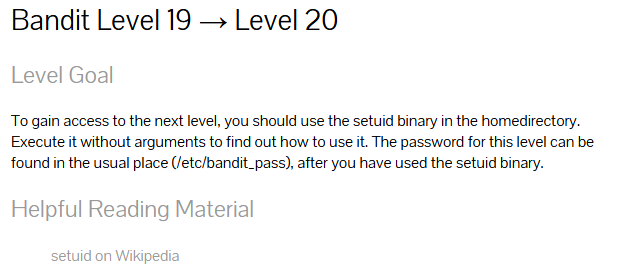 Bandit Level 19 → Level 20
Level Goal
To gain access to the next level, you should use the setuid binary in the homedirectory.
Execute it without arguments to find out how to use it. The password for this level can be
found in the usual place (/etc/bandit_pass), after you have used the setuid binary.
Helpful Reading Material
setuid on Wikipedia